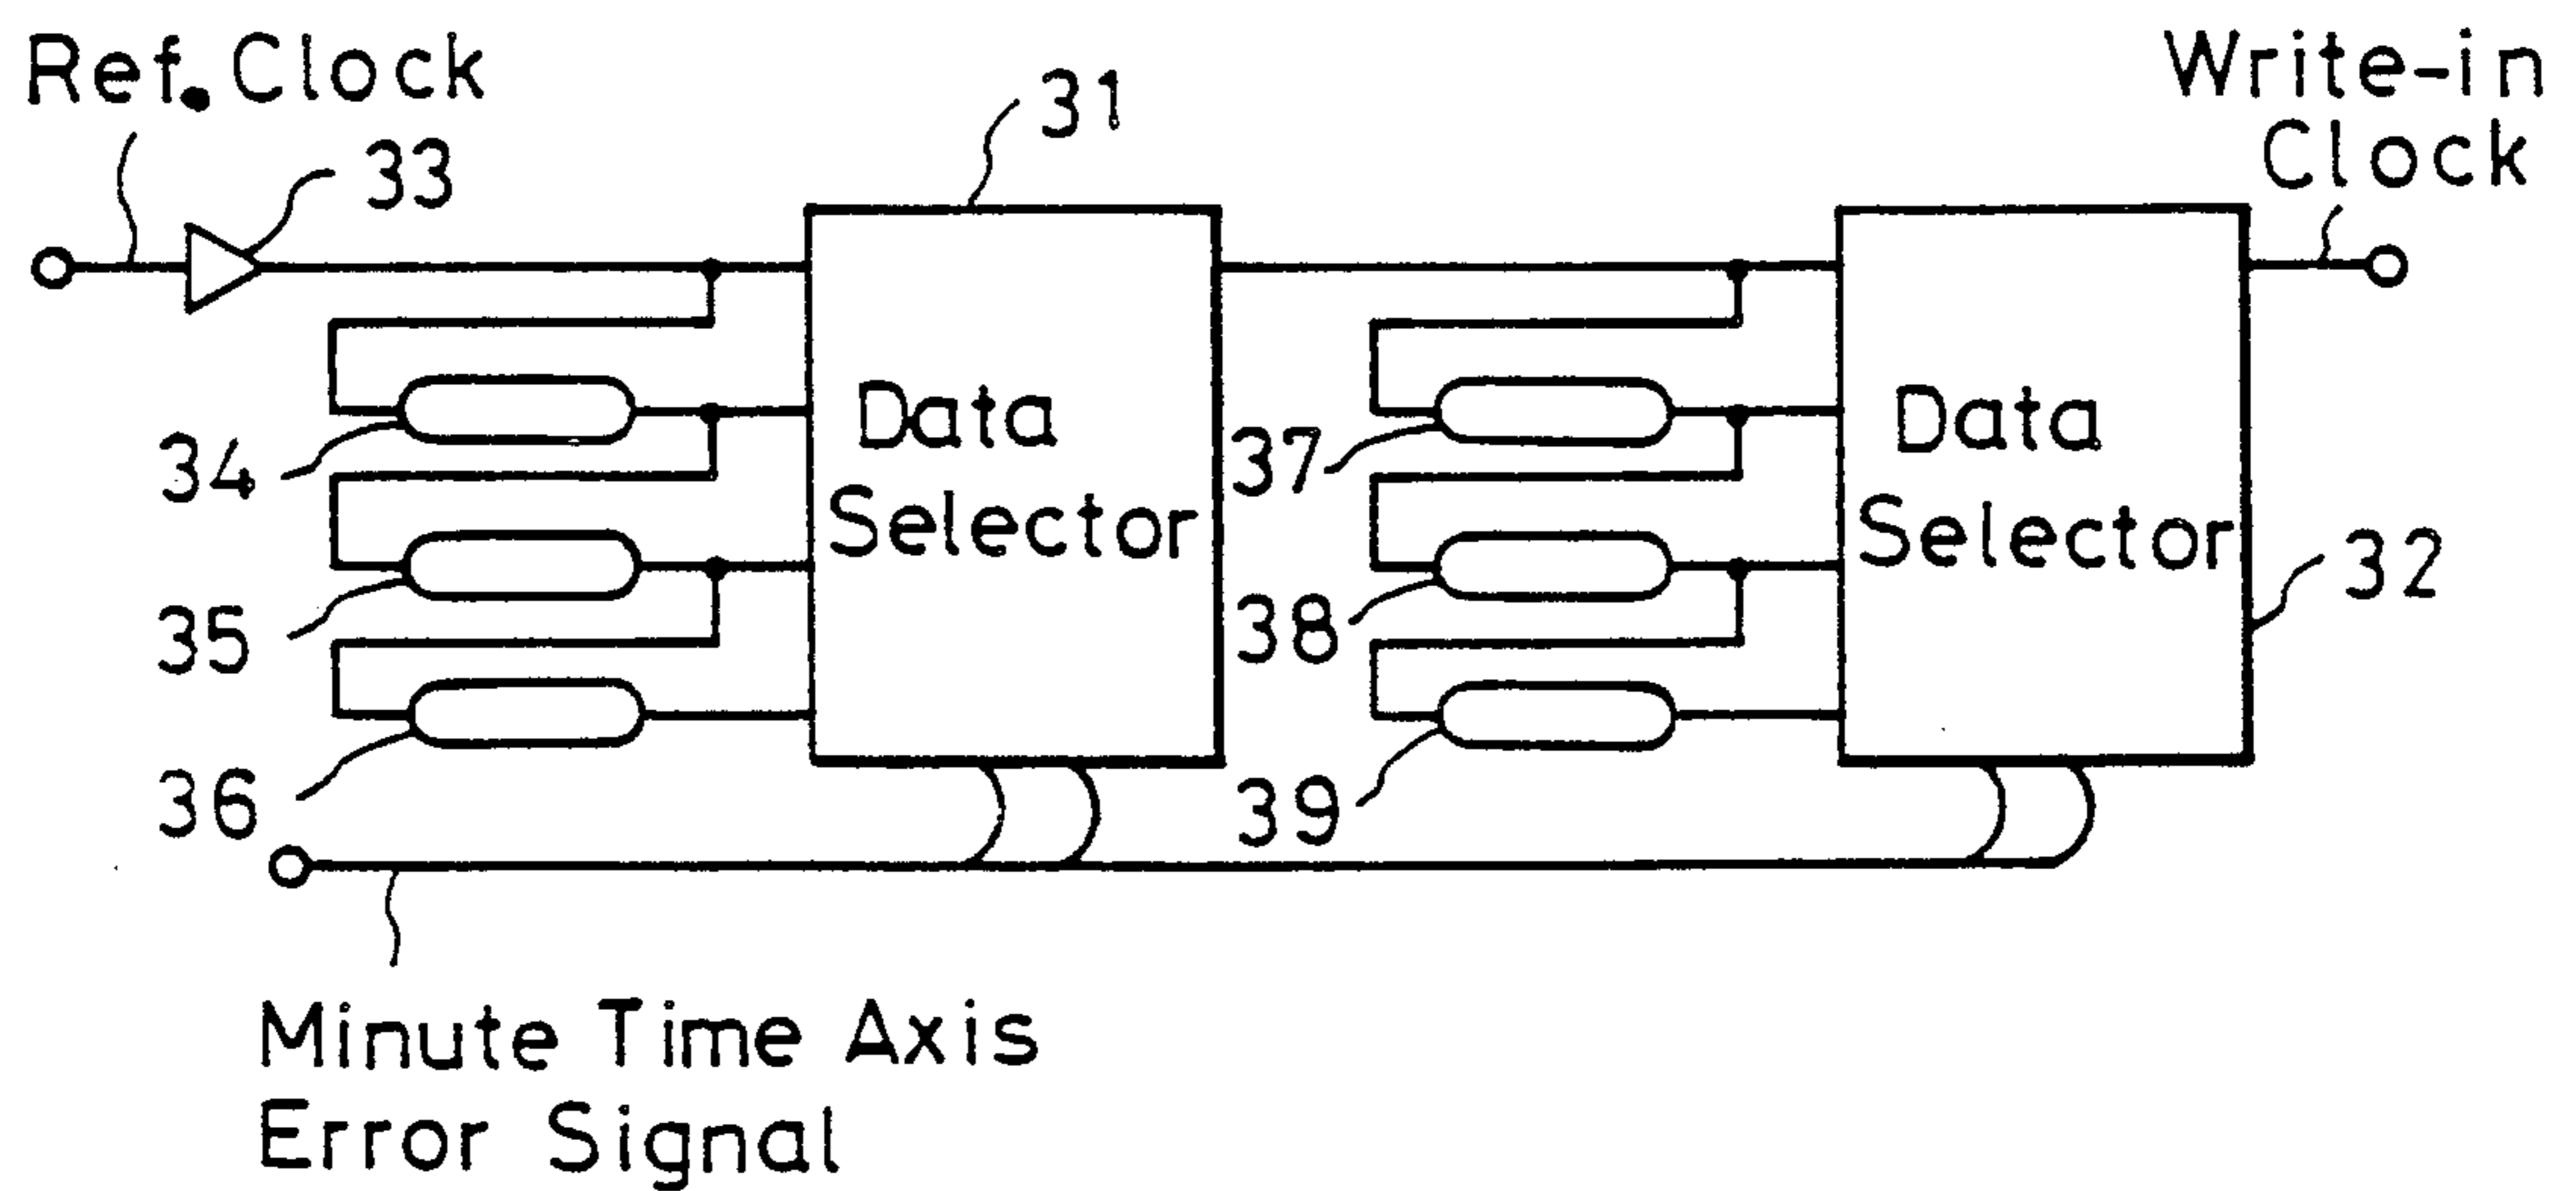 Ref. Clock
33
31
Write-in
Clock
34
35
36
Data
Selector
37
38
39
Data
Selector
32
Minute Time Axis
Error Signal